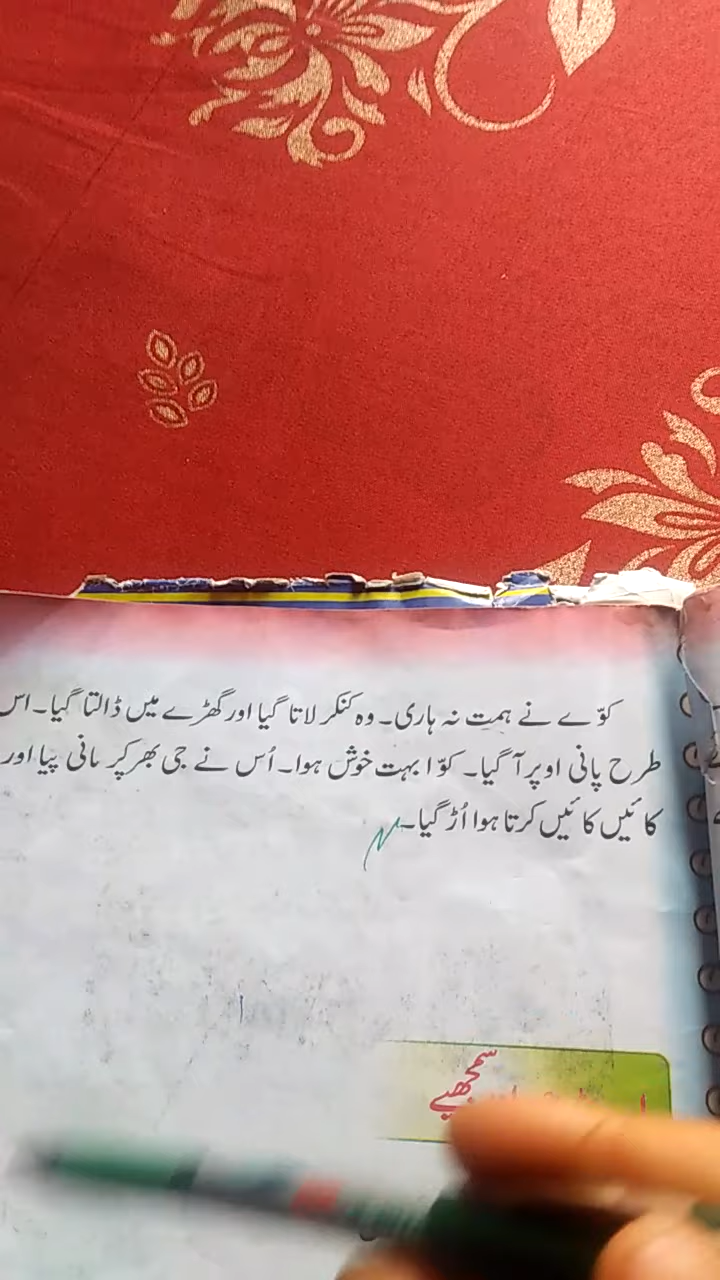 کوّے نے ہمت نہ ہاری۔ وہ کنکر لاتا گیا اور گھڑے میں ڈالتا گیا۔ اس
طرح پانی اوپر آ گیا۔ کوّا بہت خوش ہوا۔ اُس نے جی بھر کر پانی پیا اور
کائیں کائیں کرتا ہوا اُڑ گیا۔
سمجھیے